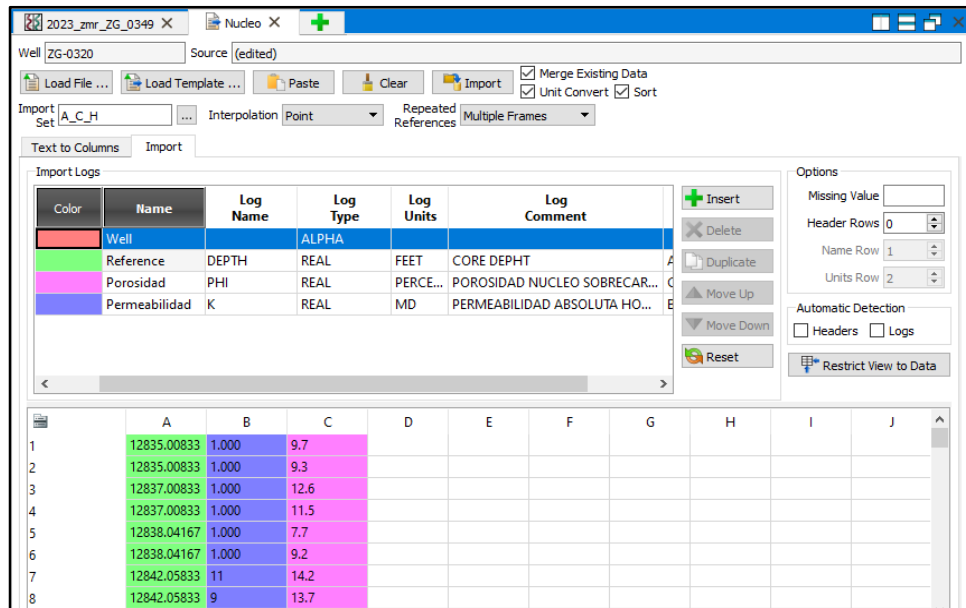 2023_zmr_ZG_0349 Nucleo
Well ZG-0320 Source (edited)
Load File ... Load Template ... Paste Clear Import Merge Existing Data
Unit Convert Sort
Import Set A_C_H ... Interpolation Point Repeated References Multiple Frames
Text to Columns Import
Import Logs Options
Color Name Log Name Log Type Log Units Log Comment
Well ALPHA
Reference DEPTH REAL FEET CORE DEPHT A
Porosidad PHI REAL PERCE... POROSIDAD NUCLEO SOBRECAR...
Permeabilidad K REAL MD PERMEABILIDAD ABSOLUTA HO...
Insert
Delete
Duplicate
Move Up
Move Down
Reset
Missing Value
Header Rows 0
Name Row 1
Units Row 2
Automatic Detection
Headers Logs
Restrict View to Data
A B C D E F G H I J
1 12835.00833 1.000 9.7
2 12835.00833 1.000 9.3
3 12837.00833 1.000 12.6
4 12837.00833 1.000 11.5
5 12838.04167 1.000 7.7
6 12838.04167 1.000 9.2
7 12842.05833 11 14.2
8 12842.05833 9 13.7